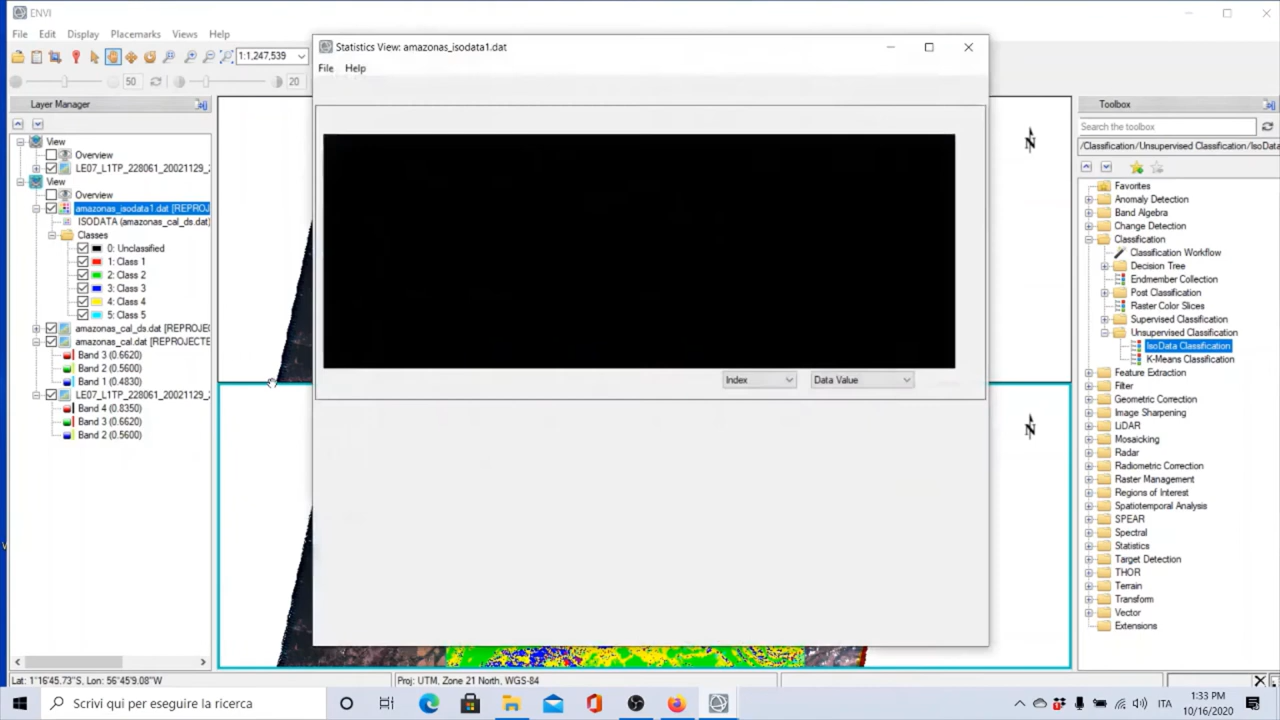 ENVI
File Edit Display Placemarks Views Help
1:1,247,539
50
20
Statistics View: amazonas_isodata1.dat
File Help
Index
Data Value
Layer Manager
View
Overview
LE07_L1TP_228061_20021129_2
View
Overview
amazonas_isodata1.dat [REPROJ
ISODATA (amazonas_cal_ds.dat)
Classes
0: Unclassified
1: Class 1
2: Class 2
3: Class 3
4: Class 4
5: Class 5
amazonas_cal_ds.dat [REPROJEC
amazonas_cal.dat [REPROJECTE
Band 3 (0.6620)
Band 2 (0.5600)
Band 1 (0.4830)
LE07_L1TP_228061_20021129_2
Band 4 (0.8350)
Band 3 (0.6620)
Band 2 (0.5600)
N
N
Toolbox
Search the toolbox
/Classification/Unsupervised Classification/IsoData
Favorites
Anomaly Detection
Band Algebra
Change Detection
Classification
Classification Workflow
Decision Tree
Endmember Collection
Post Classification
Raster Color Slices
Supervised Classification
Unsupervised Classification
IsoData Classification
K-Means Classification
Feature Extraction
Filter
Geometric Correction
Image Sharpening
LiDAR
Mosaicking
Radar
Radiometric Correction
Raster Management
Regions of Interest
Spatiotemporal Analysis
SPEAR
Spectral
Statistics
Target Detection
THOR
Terrain
Transform
Vector
Extensions
Lat: 1°16'45.73"S, Lon: 56°45'9.08"W
Proj: UTM, Zone 21 North, WGS-84
Scrivi qui per eseguire la ricerca
ITA
1:33 PM
10/16/2020